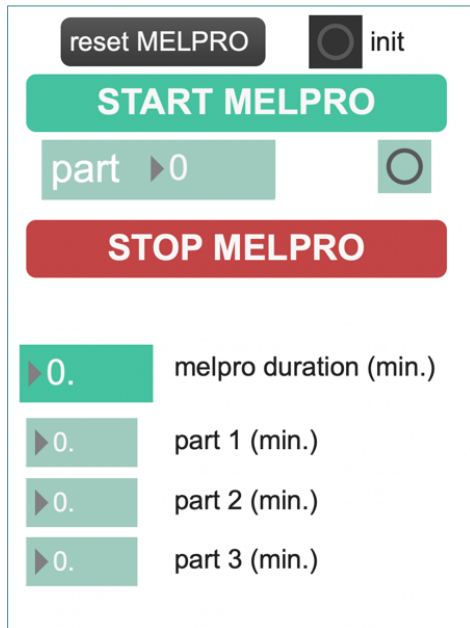 reset MELPRO init
START MELPRO
part 0
STOP MELPRO
0. melpro duration (min.)
0. part 1 (min.)
0. part 2 (min.)
0. part 3 (min.)